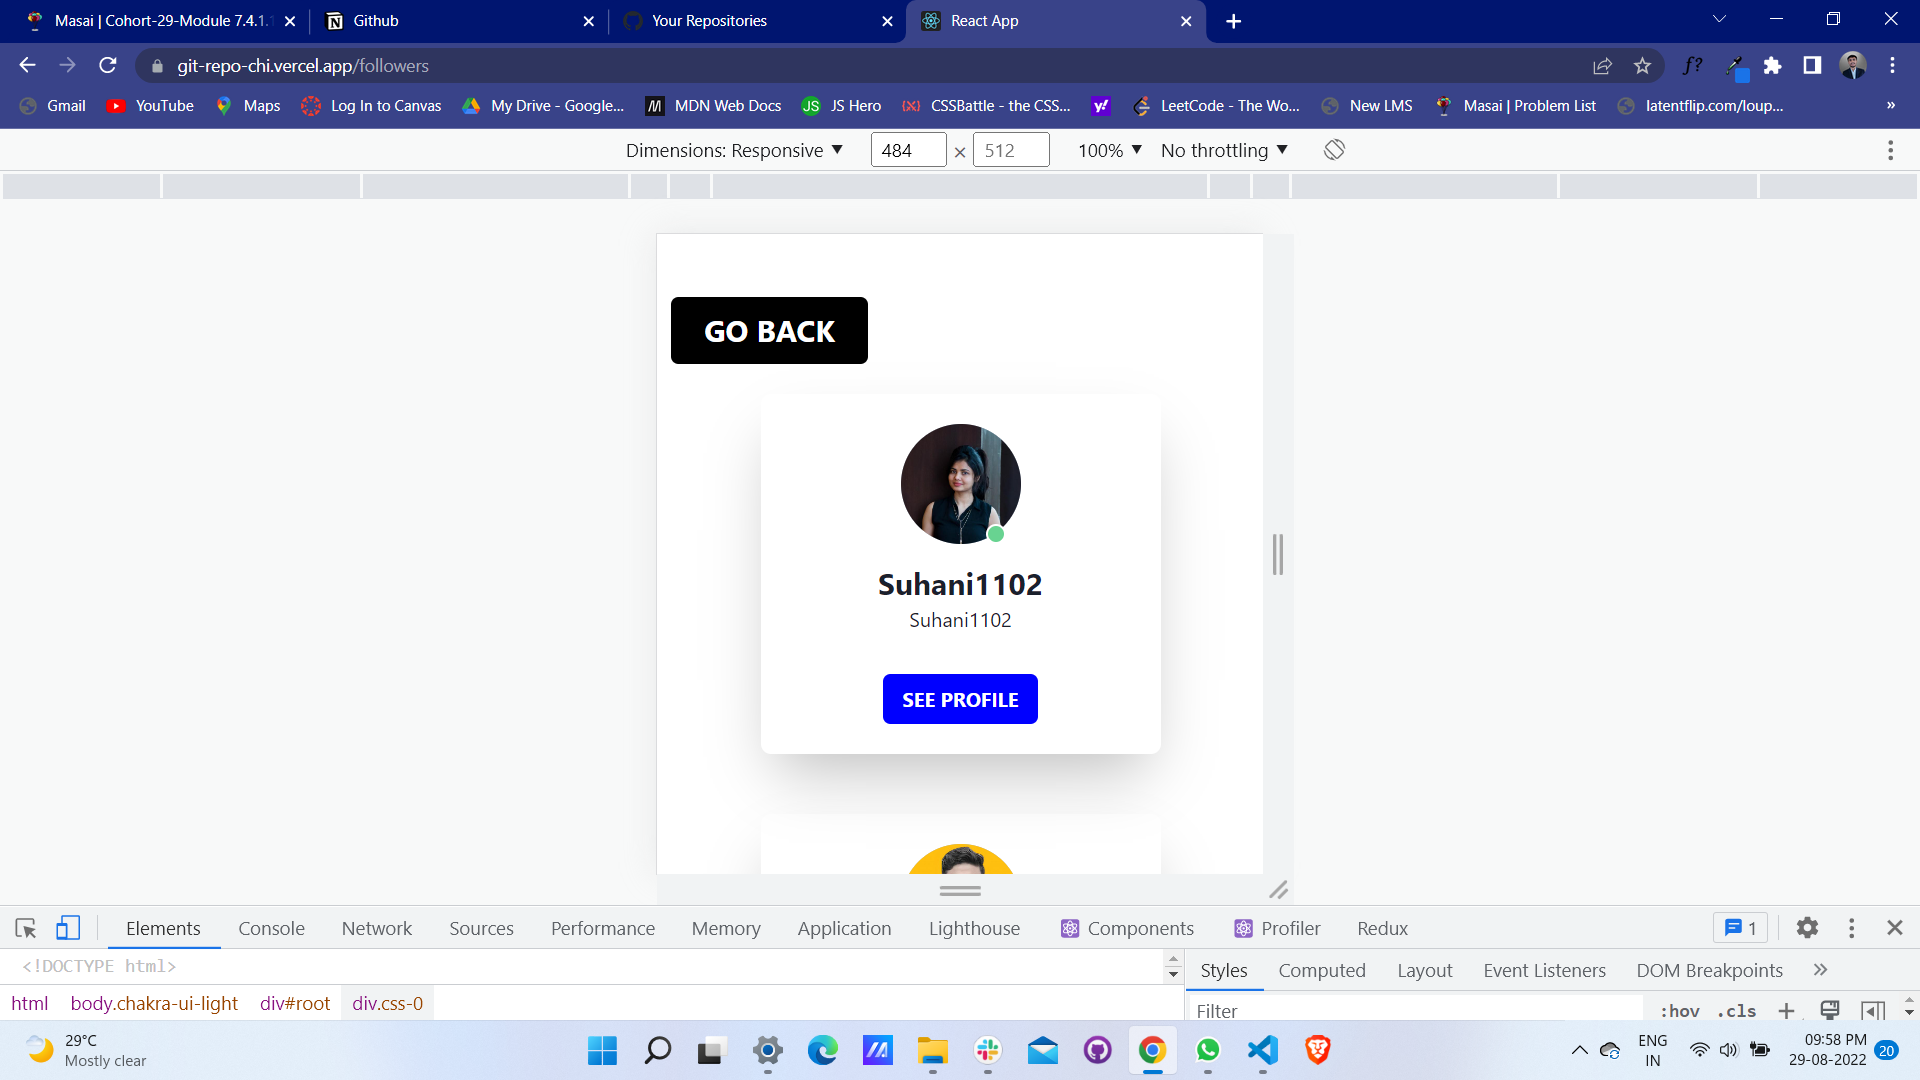 Masai | Cohort-29-Module 7.4.1.1
Github
Your Repositories
React App
git-repo-chi.vercel.app/followers
f?
Gmail
YouTube
Maps
Log In to Canvas
My Drive - Google...
MDN Web Docs
JS Hero
CSSBattle - the CSS...
LeetCode - The Wo...
New LMS
Masai | Problem List
latentflip.com/loup...
»
Dimensions: Responsive
484 × 512
100%
No throttling
GO BACK
Suhani1102
Suhani1102
SEE PROFILE
Elements
Console
Network
Sources
Performance
Memory
Application
Lighthouse
Components
Profiler
Redux
1
<!DOCTYPE html>
html body.chakra-ui-light div#root div.css-0
Styles
Computed
Layout
Event Listeners
DOM Breakpoints
Filter
:hov .cls
29°C
Mostly clear
ENG
IN
09:58 PM
29-08-2022
20